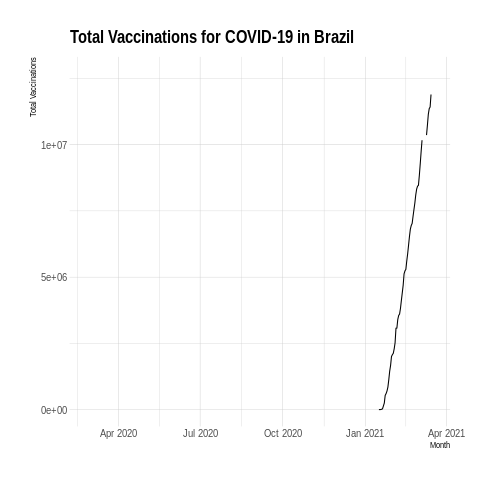 Total Vaccinations for COVID-19 in Brazil
Total Vaccinations
1e+07
5e+06
0e+00
Apr 2020 Jul 2020 Oct 2020 Jan 2021 Apr 2021
Month